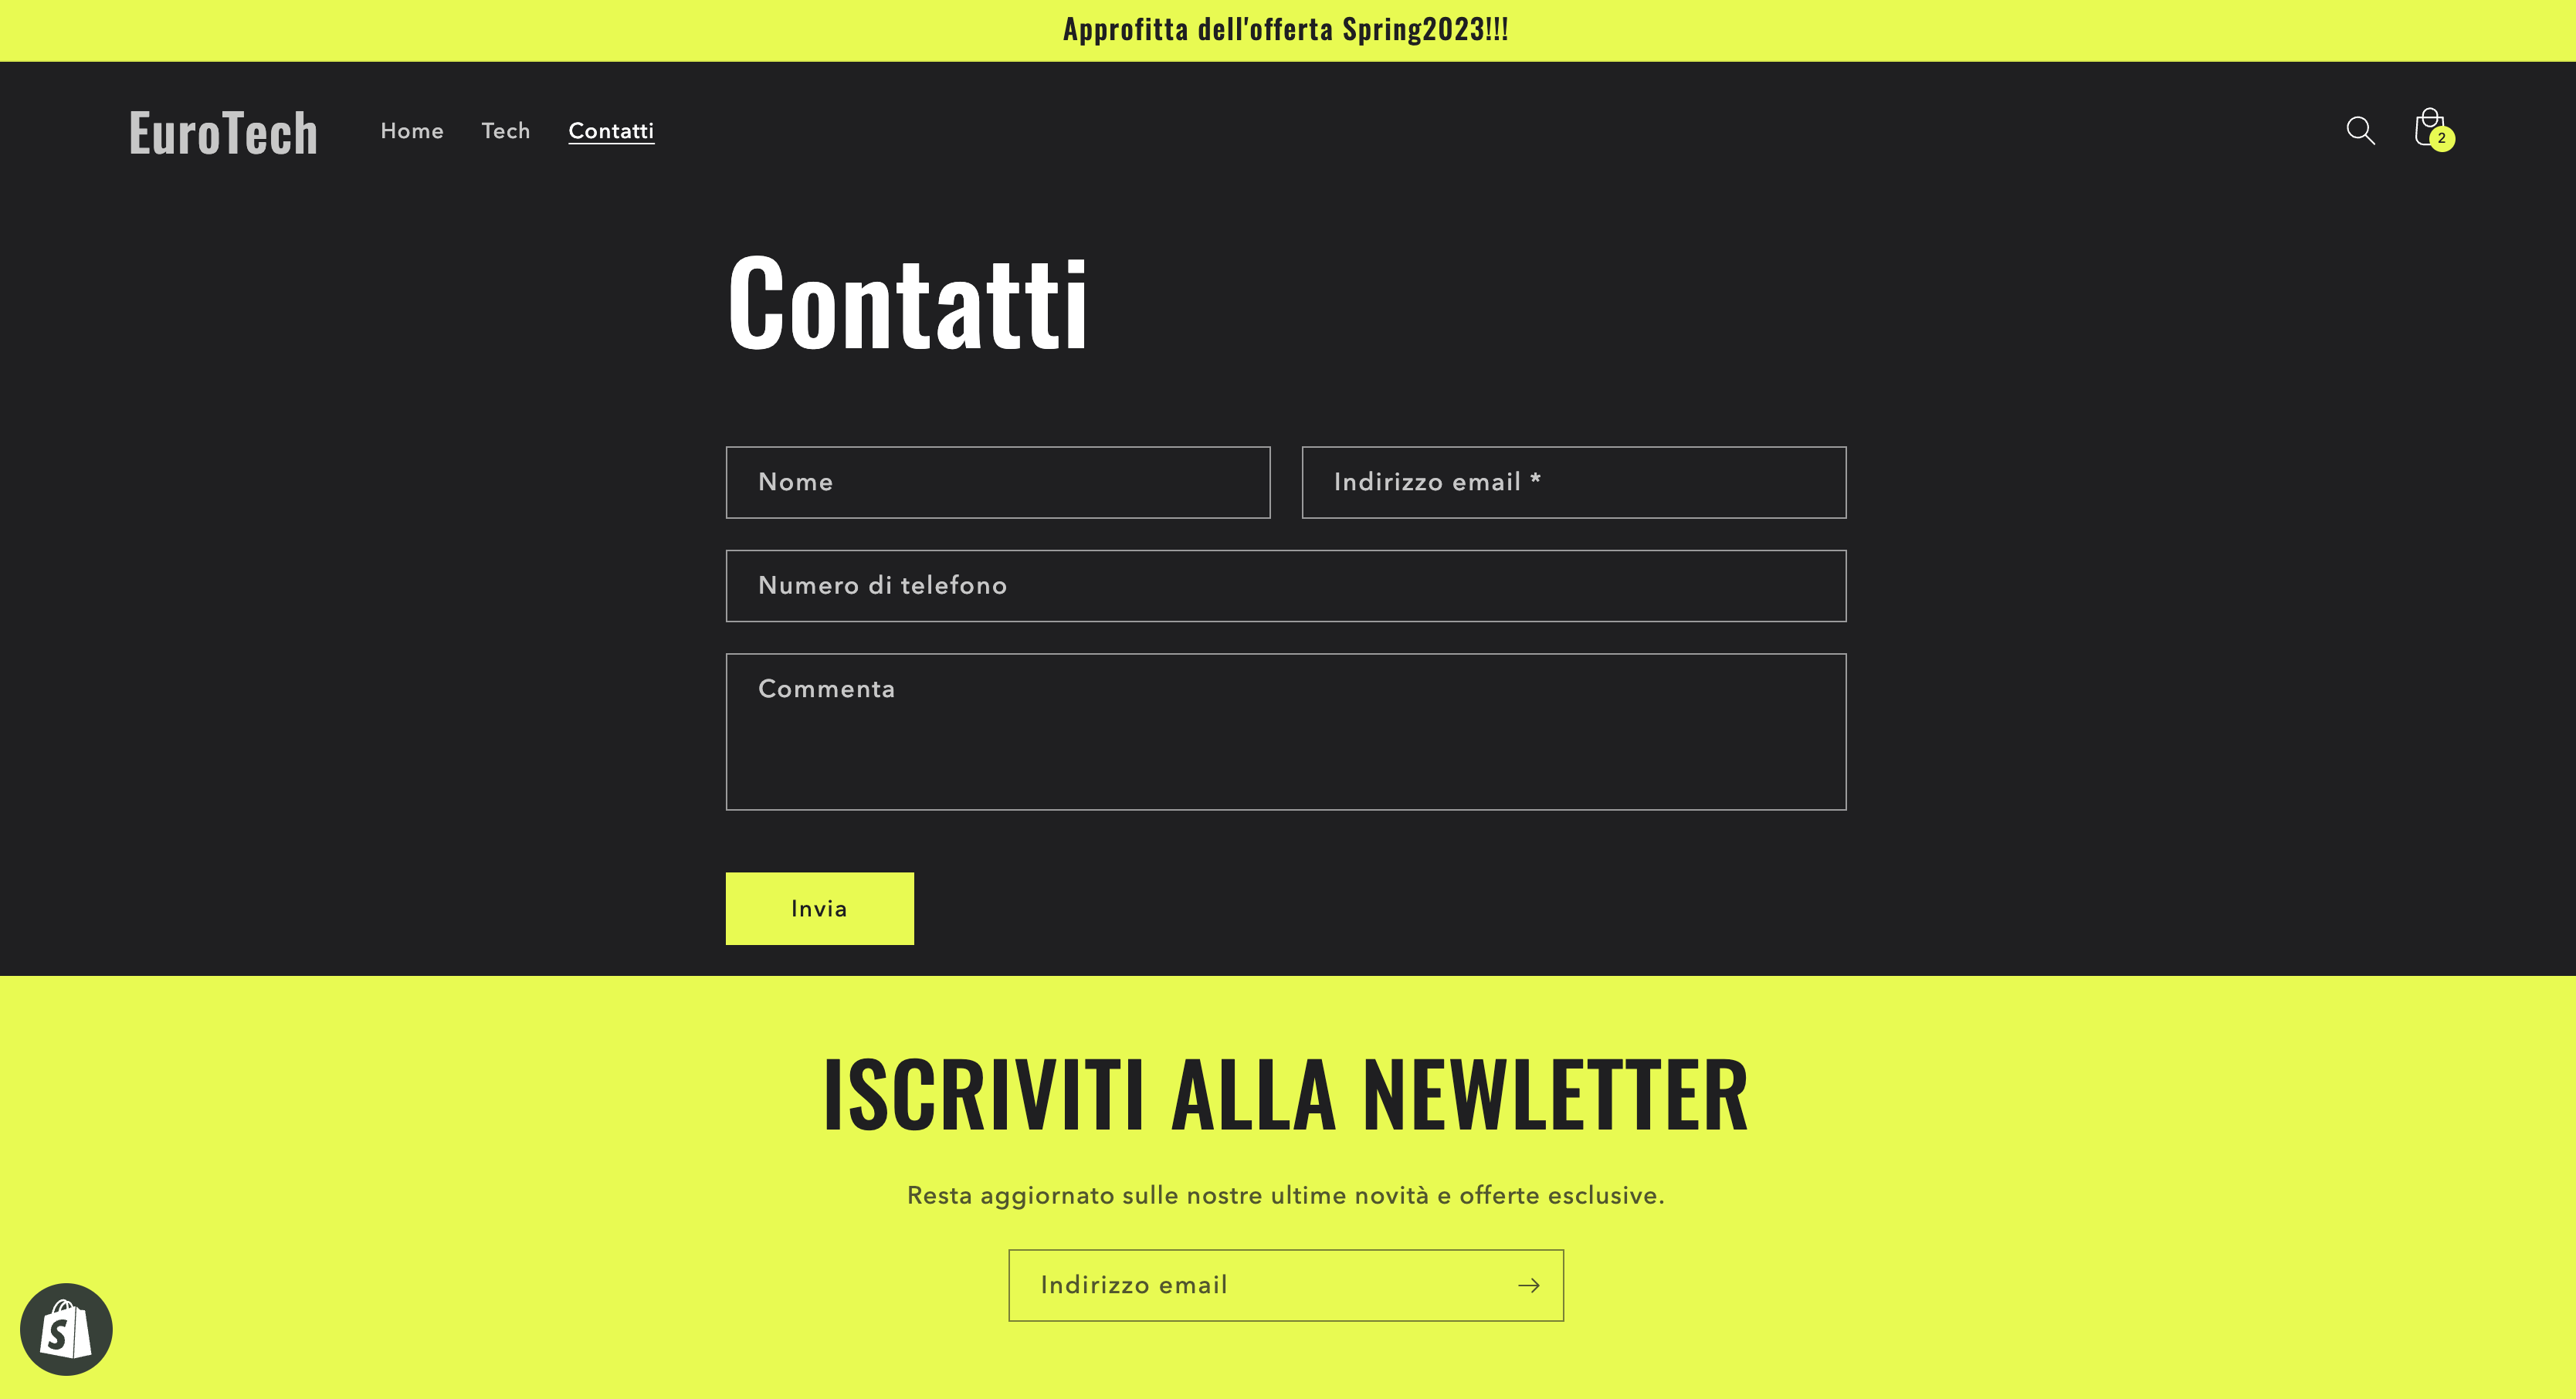 Approfitta dell'offerta Spring2023!!!
EuroTech
Home
Tech
Contatti
2
Contatti
Nome
Indirizzo email *
Numero di telefono
Commenta
Invia
ISCRIVITI ALLA NEWLETTER
Resta aggiornato sulle nostre ultime novità e offerte esclusive.
Indirizzo email
S